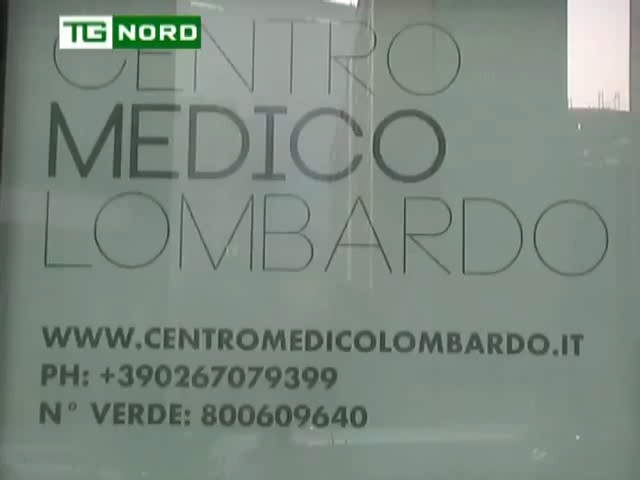 TG NORD
CENTRO
MEDICO
LOMBARDO
WWW.CENTROMEDICOLOMBARDO.IT
PH: +390267079399
N° VERDE: 800609640